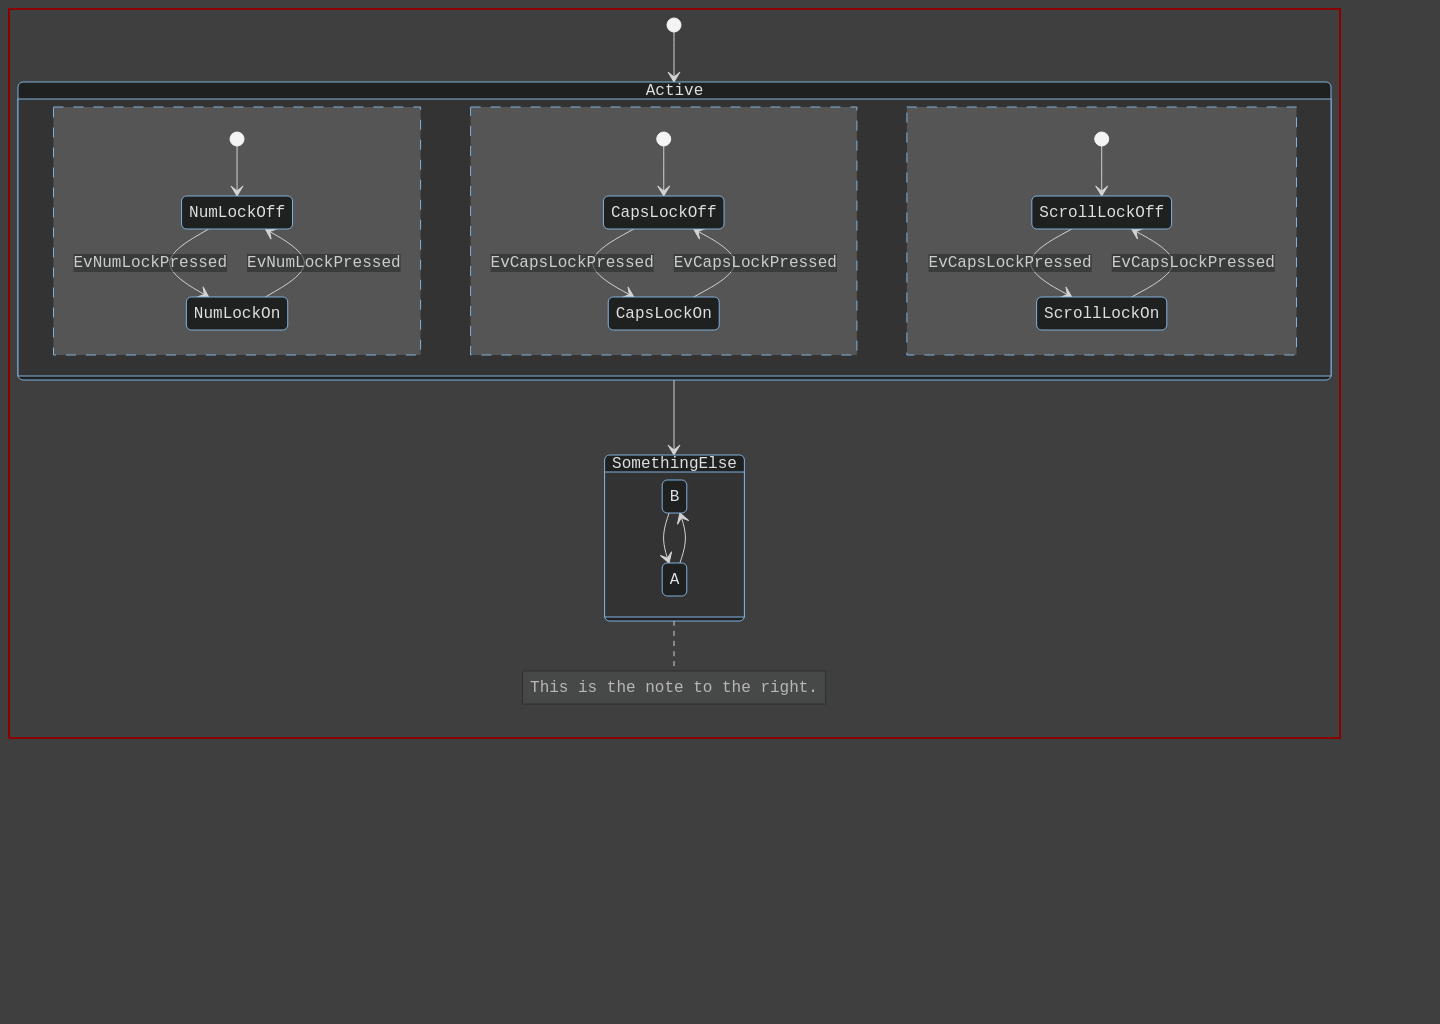 Active
NumLockOff
CapsLockOff
ScrollLockOff
EvNumLockPressed
EvNumLockPressed
EvCapsLockPressed
EvCapsLockPressed
EvCapsLockPressed
EvCapsLockPressed
NumLockOn
CapsLockOn
ScrollLockOn
SomethingElse
B
A
This is the note to the right.